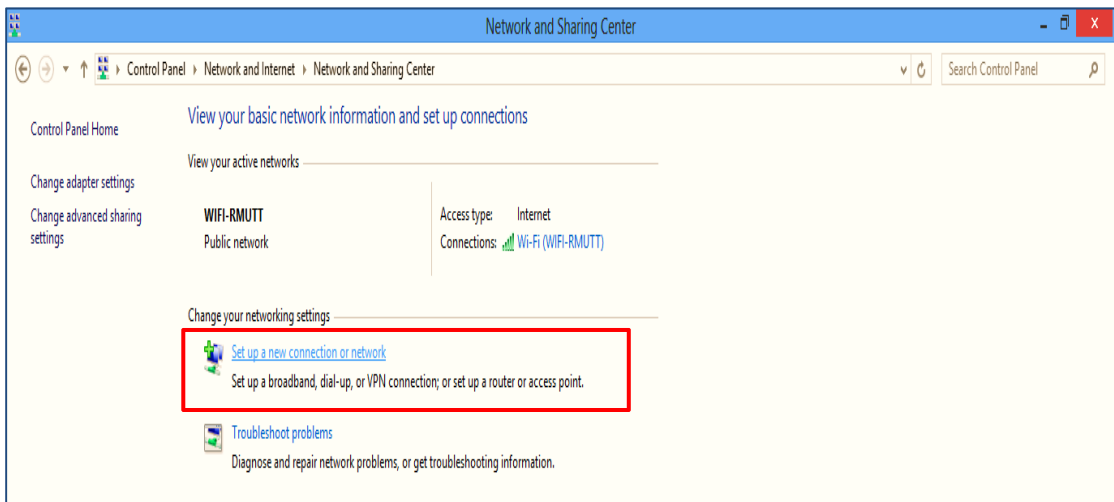 Network and Sharing Center
Control Panel Network and Internet Network and Sharing Center
Search Control Panel
Control Panel Home
Change adapter settings
Change advanced sharing
settings
View your basic network information and set up connections
View your active networks
WIFI-RMUTT
Public network
Access type: Internet
Connections: Wi-Fi (WIFI-RMUTT)
Change your networking settings
Set up a new connection or network
Set up a broadband, dial-up, or VPN connection; or set up a router or access point.
Troubleshoot problems
Diagnose and repair network problems, or get troubleshooting information.